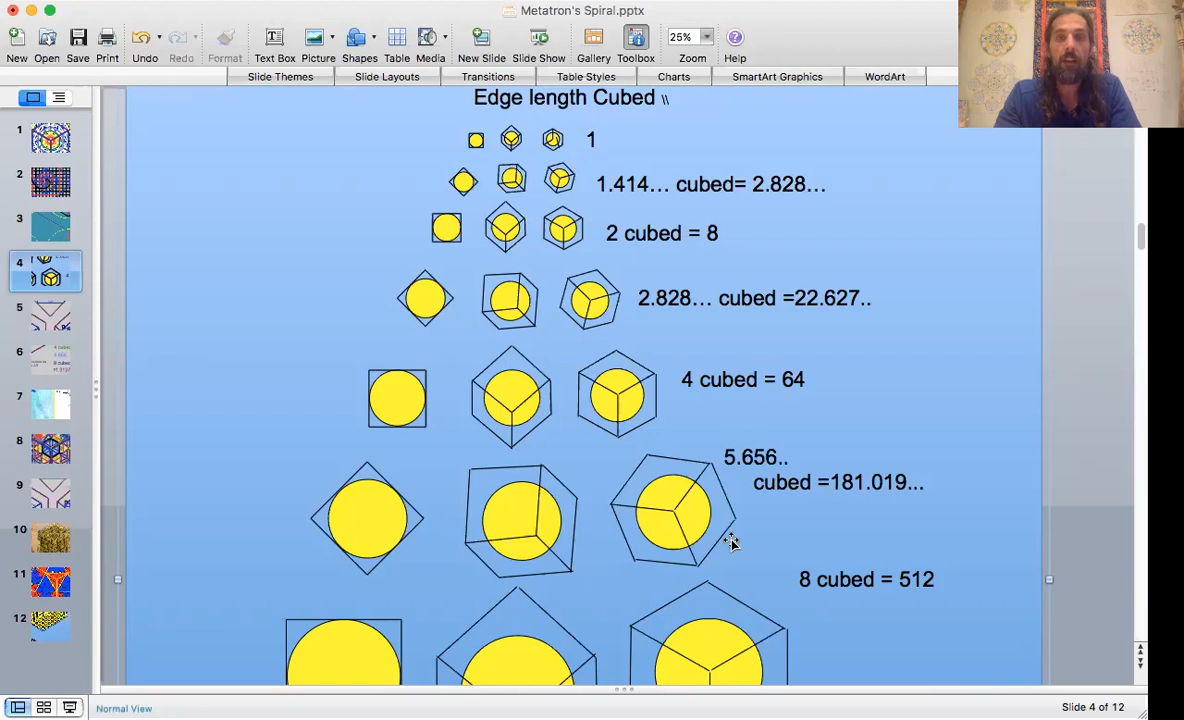 Metatron's Spiral.pptx
New Open Save Print Undo Redo Format Text Box Picture Shapes Table Media New Slide Slide Show Gallery Toolbox Zoom Help
25%
Slide Themes Slide Layouts Transitions Table Styles Charts SmartArt Graphics WordArt
Edge length Cubed \\
1
1.414... cubed= 2.828...
2 cubed = 8
2.828... cubed =22.627..
4 cubed = 64
5.656..
cubed =181.019...
8 cubed = 512
1
2
3
4
5
6
7
8
9
10
11
12
Normal View
Slide 4 of 12